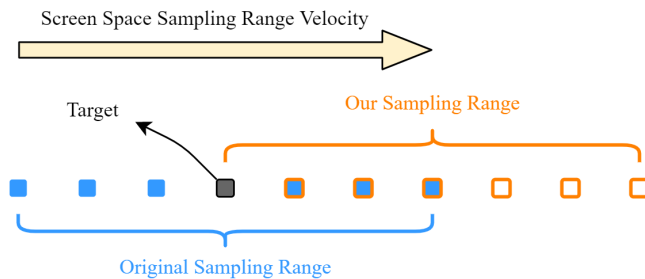 Screen Space Sampling Range Velocity
Target
Our Sampling Range
Original Sampling Range